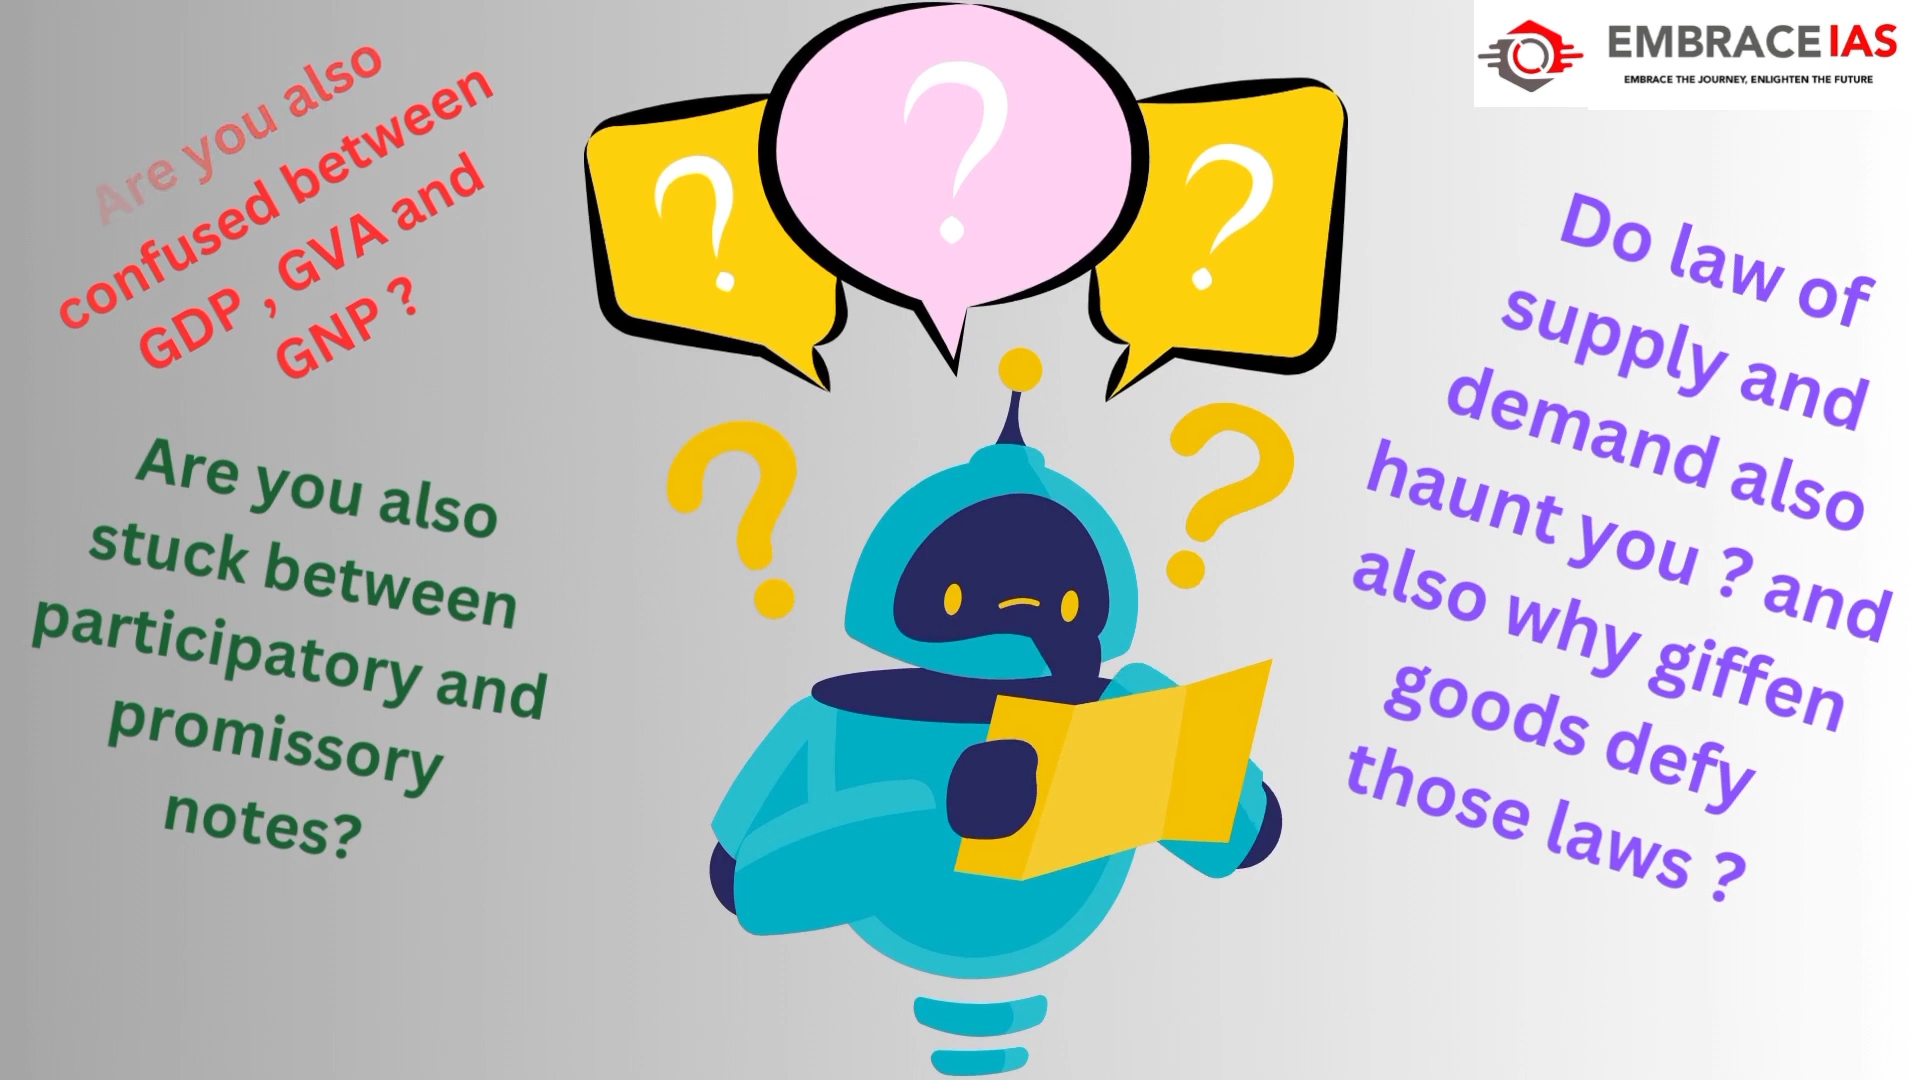 EMBRACE IAS
EMBRACE THE JOURNEY, ENLIGHTEN THE FUTURE
Are you also
confused between
GDP , GVA and
GNP ?
Are you also
stuck between
participatory and
promissory
notes?
Do law of
supply and
demand also
haunt you ? and
also why giffen
goods defy
those laws ?
?
?
?
?
?